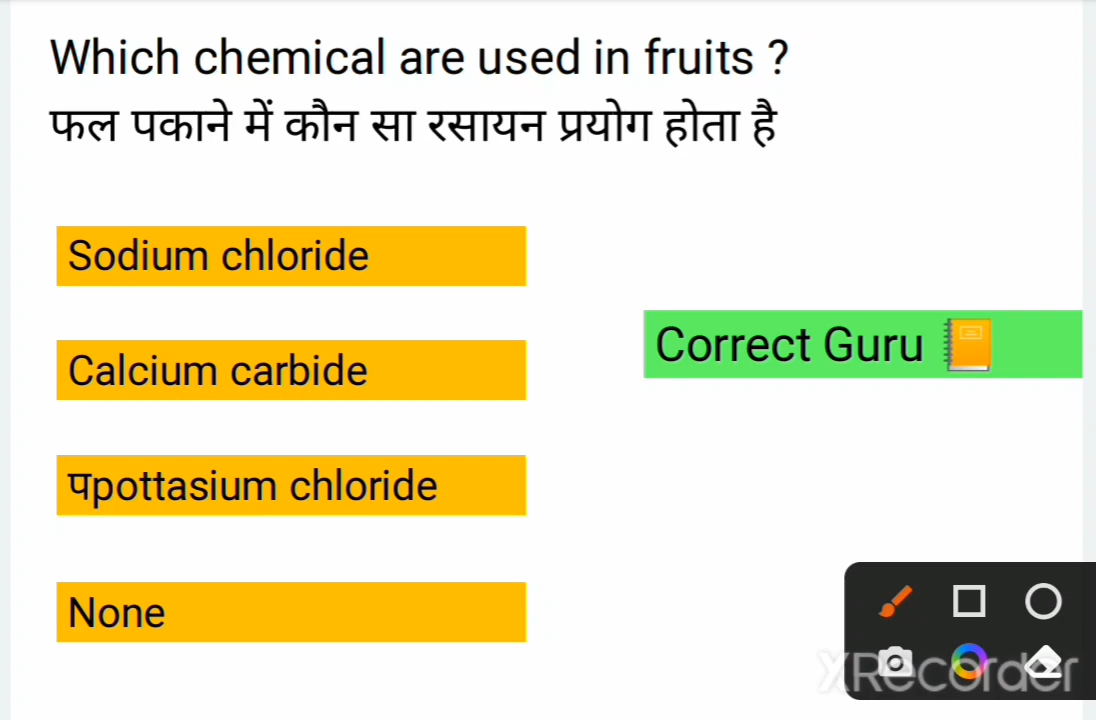 Which chemical are used in fruits ?
फल पकाने में कौन सा रसायन प्रयोग होता है
Sodium chloride
Calcium carbide
Correct Guru
पpottasium chloride
None
XRecorder